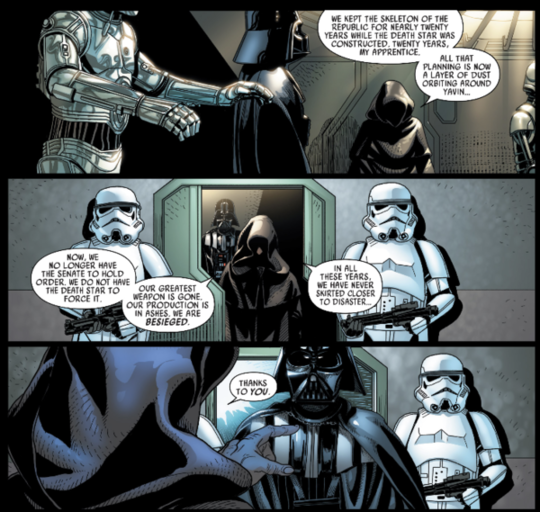 WE KEPT THE SKELETON OF THE
REPUBLIC FOR NEARLY TWENTY
YEARS WHILE THE DEATH STAR WAS
CONSTRUCTED. TWENTY YEARS,
MY APPRENTICE.
ALL THAT
PLANNING IS NOW
A LAYER OF DUST
ORBITING AROUND
YAVIN...
NOW, WE
NO LONGER HAVE
THE SENATE TO HOLD
ORDER. WE DO NOT HAVE
THE DEATH STAR TO
FORCE IT.
OUR GREATEST
WEAPON IS GONE.
OUR PRODUCTION IS
IN ASHES. WE ARE
BESIEGED.
IN ALL
THESE YEARS,
WE HAVE NEVER
SKIRTED CLOSER
TO DISASTER...
THANKS
TO YOU.